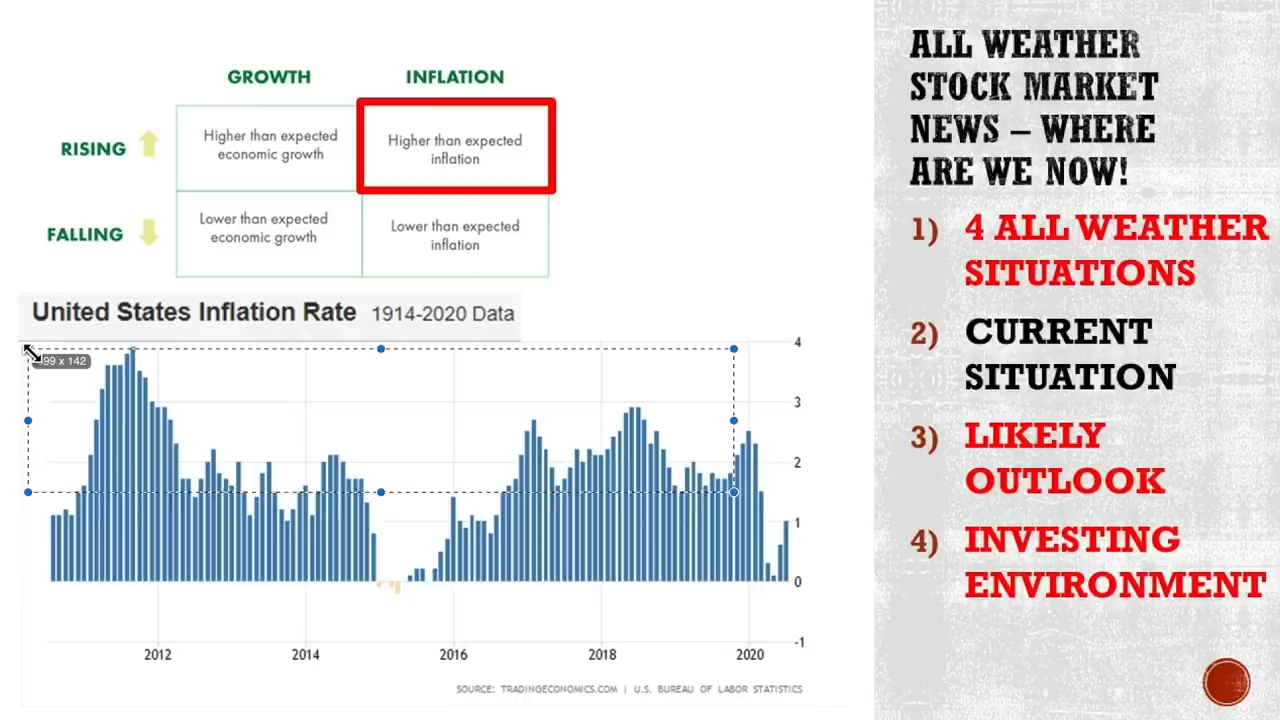 GROWTH INFLATION
RISING
Higher than expected
economic growth
Higher than expected
inflation
FALLING
Lower than expected
economic growth
Lower than expected
inflation
United States Inflation Rate 1914-2020 Data
99 x 142
4
3
2
1
0
-1
2012 2014 2016 2018 2020
SOURCE: TRADINGECONOMICS.COM | U.S. BUREAU OF LABOR STATISTICS
ALL WEATHER
STOCK MARKET
NEWS – WHERE
ARE WE NOW!
1) 4 ALL WEATHER
SITUATIONS
2) CURRENT
SITUATION
3) LIKELY
OUTLOOK
4) INVESTING
ENVIRONMENT